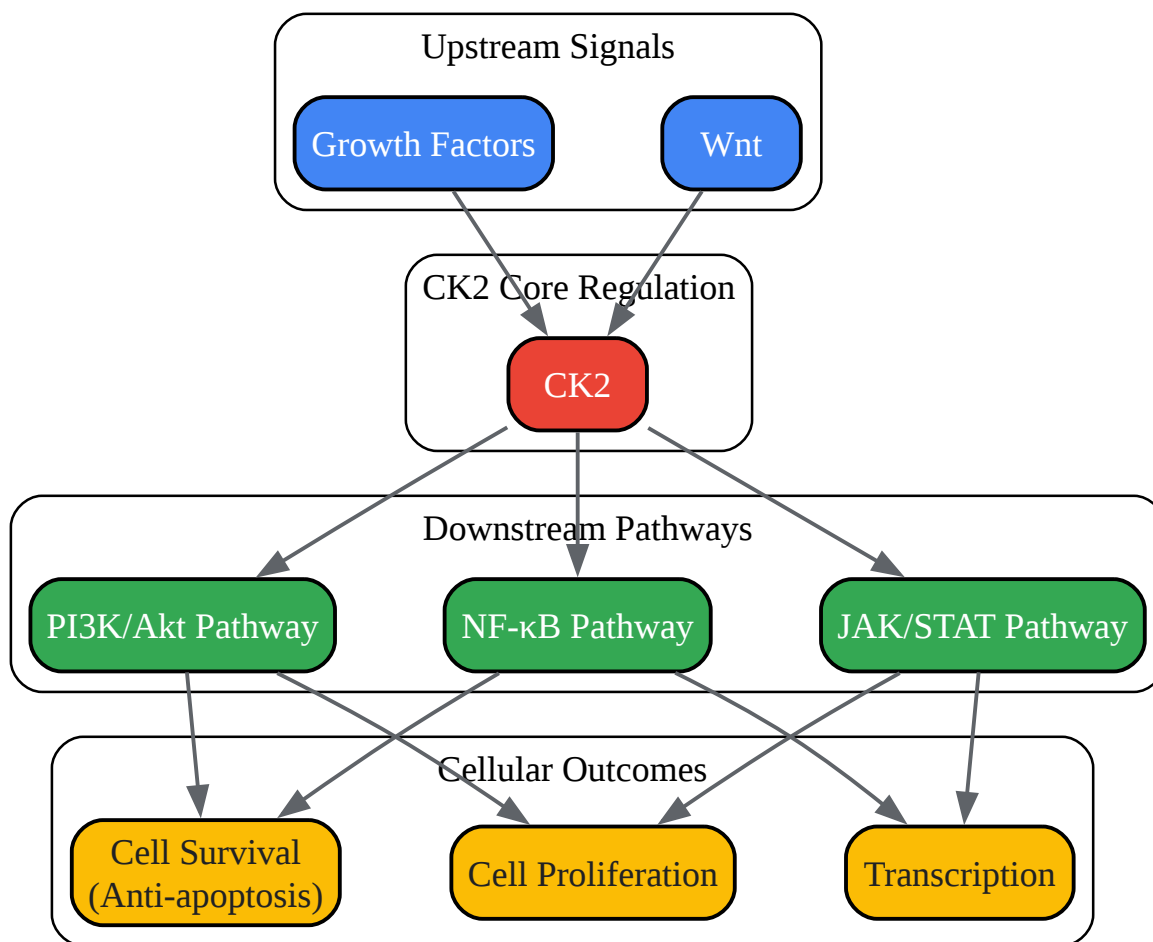 Upstream Signals
Growth Factors
Wnt
CK2 Core Regulation
CK2
Downstream Pathways
PI3K/Akt Pathway
NF-κB Pathway
JAK/STAT Pathway
Cellular Outcomes
Cell Survival
(Anti-apoptosis)
Cell Proliferation
Transcription